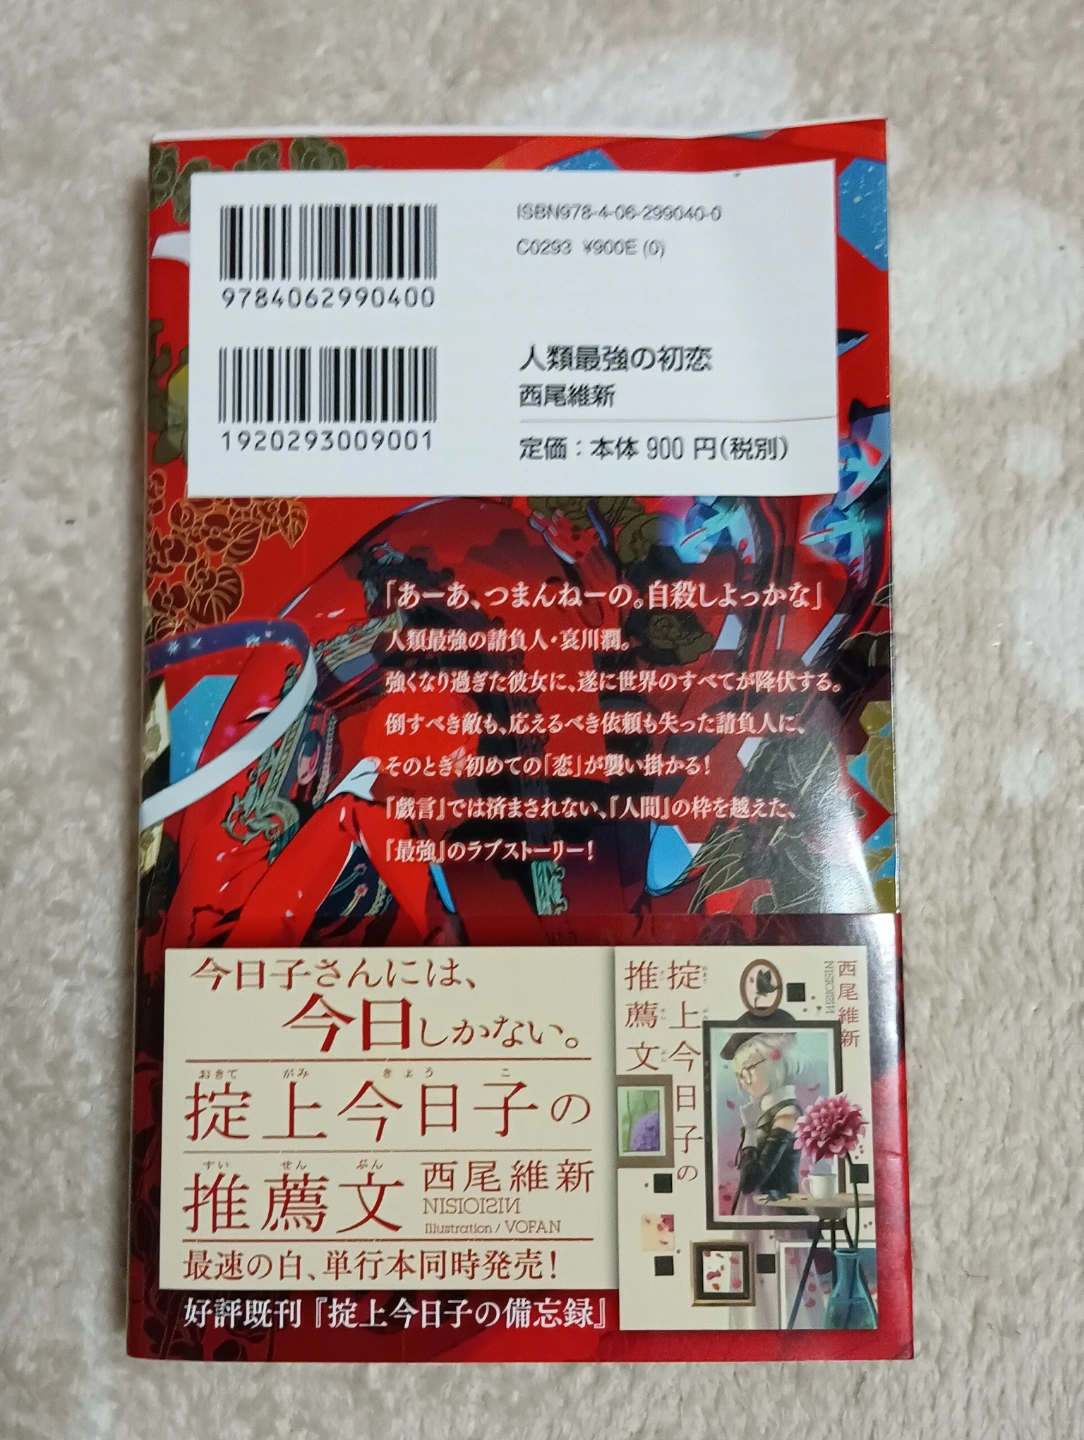 ISBN978-4-06-299040-0
C0293 ¥900E (0)
9784062990400
1920293009001
人類最強の初恋
西尾維新
定価：本体 900 円（税別）
「あーあ、つまんねーの。自殺しよっかな」
人類最強の請負人・哀川潤。
強くなり過ぎた彼女に、遂に世界のすべてが降伏する。
倒すべき敵も、応えるべき依頼も失った請負人に、
そのとき、初めての「恋」が襲い掛かる！
『戯言』では済まされない、『人間』の枠を越えた、
『最強』のラブストーリー！
今日子さんには、
今日しかない。
おきて がみ きょう こ
掟上今日子の
すい せん ぶん
推薦文
西尾維新
NISIOISIN
Illustration / VOFAN
最速の白、単行本同時発売！
好評既刊『掟上今日子の備忘録』
掟上今日子の
推薦文
西尾維新
NISIOISIN